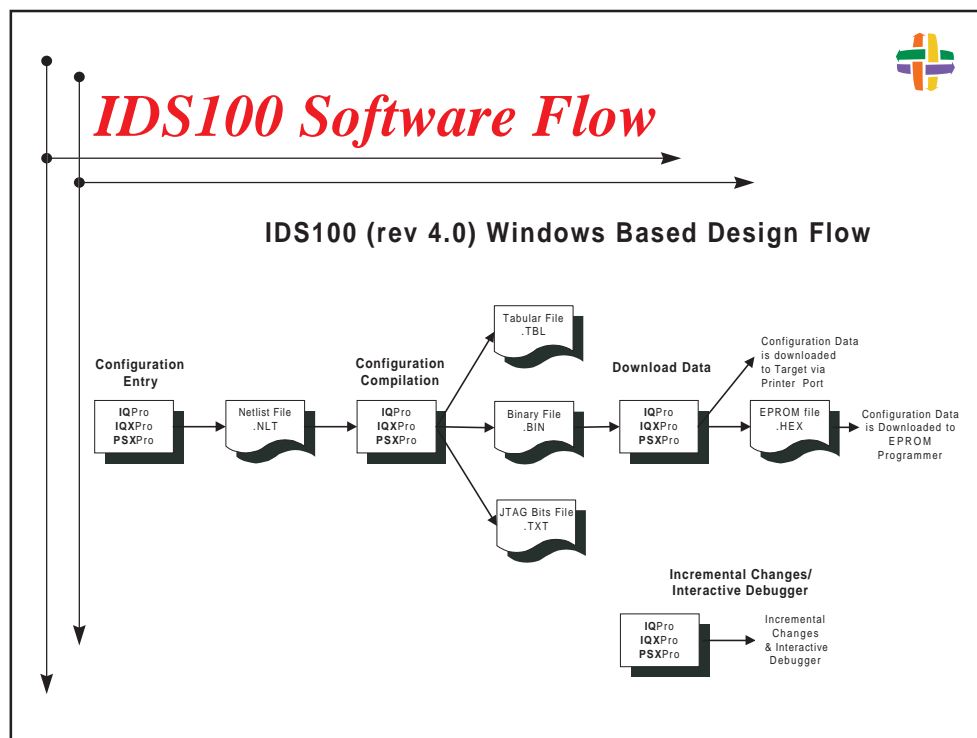 IDS100 Software Flow
IDS100 (rev 4.0) Windows Based Design Flow
Configuration
Entry
IQPro
IQXPro
PSXPro
Netlist File
.NLT
Configuration
Compilation
IQPro
IQXPro
PSXPro
Tabular File
.TBL
Binary File
.BIN
JTAG Bits File
.TXT
Download Data
IQPro
IQXPro
PSXPro
Configuration Data
is downloaded
to Target via
Printer Port
EPROM file
.HEX
Configuration Data
is Downloaded to
EPROM
Programmer
Incremental Changes/
Interactive Debugger
IQPro
IQXPro
PSXPro
Incremental
Changes
& Interactive
Debugger